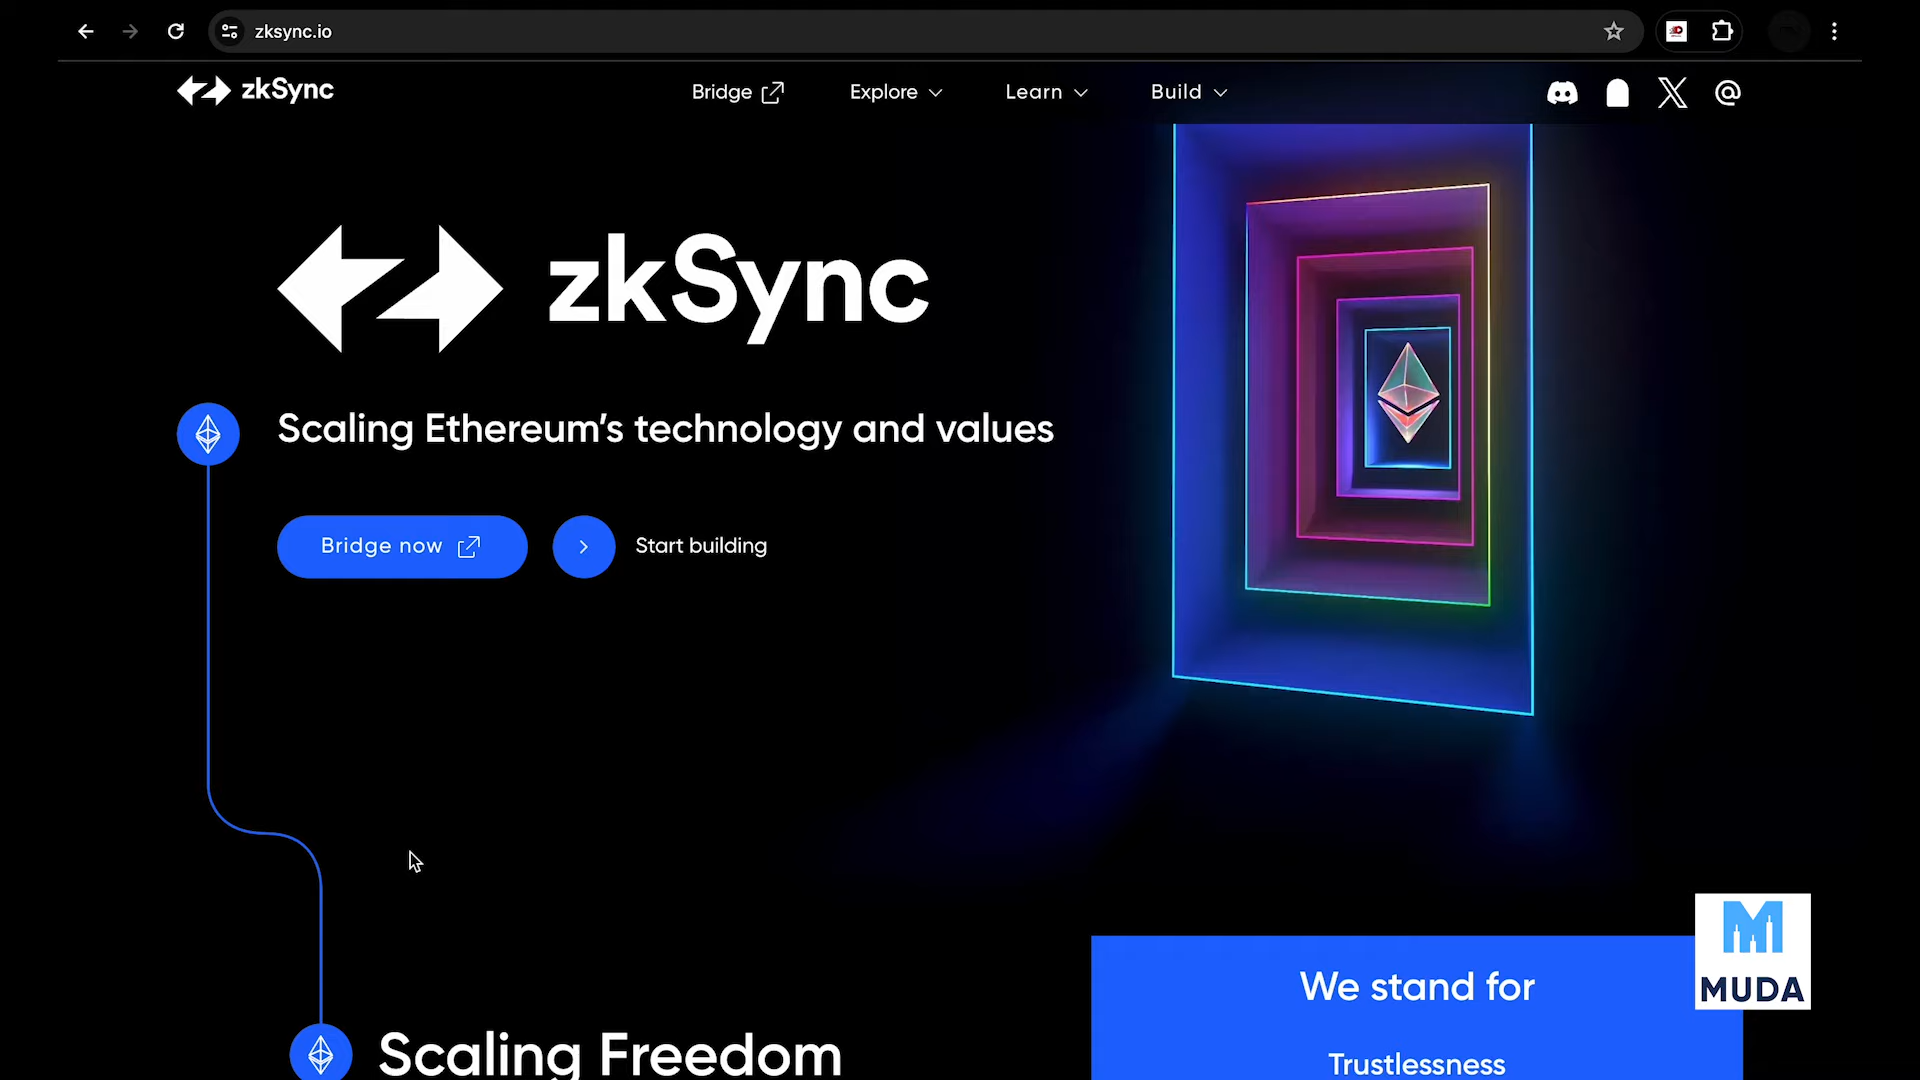 zksync.io
zkSync
Bridge
Explore
Learn
Build
zkSync
Scaling Ethereum’s technology and values
Bridge now
Start building
We stand for
MUDA
Scaling Freedom
Trustlessness